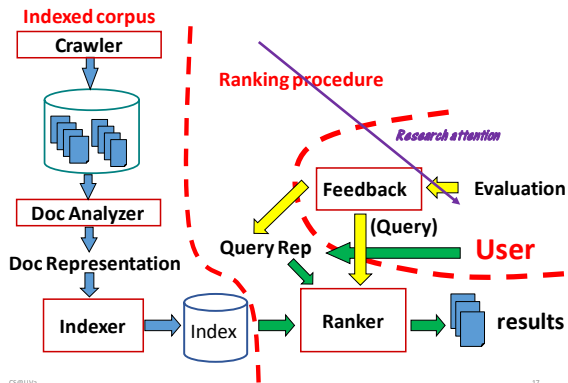 Indexed corpus
Crawler
Ranking procedure
Research attention
Feedback
Evaluation
Doc Analyzer
(Query)
Query Rep
User
Doc Representation
Indexer
Index
Ranker
results
17